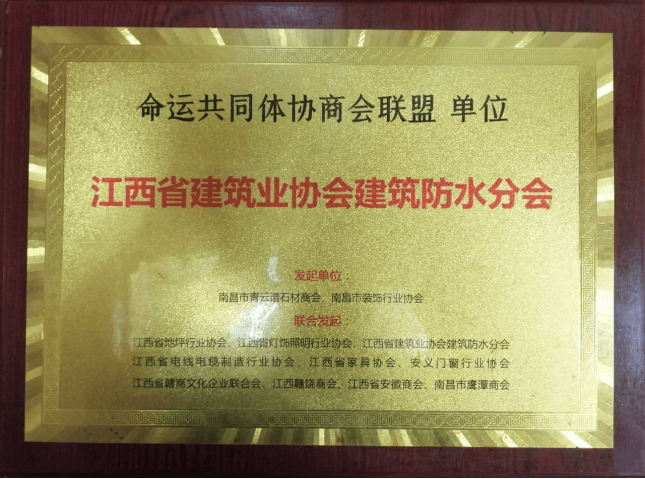 命运共同体协商会联盟 单位
江西省建筑业协会建筑防水分会
发起单位：
南昌市青云谱石材商会、南昌市装饰行业协会
联合发起：
江西省地坪行业协会、江西省灯饰照明行业协会、江西省建筑业协会建筑防水分会
江西省电线电缆制造行业协会、江西省家具协会、安义门窗行业协会
江西省赣商文化企业联合会、江西赣饶商会、江西省安徽商会、南昌市鹰潭商会